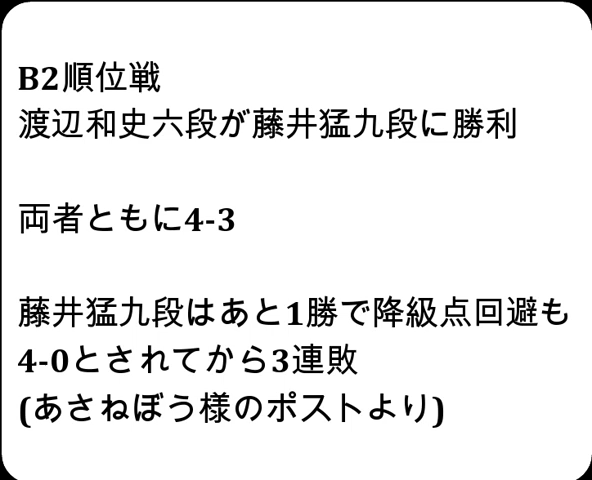 B2順位戦
渡辺和史六段が藤井猛九段に勝利
両者ともに4-3
藤井猛九段はあと1勝で降級点回避も
4-0とされてから3連敗
(あさねぼう様のポストより)